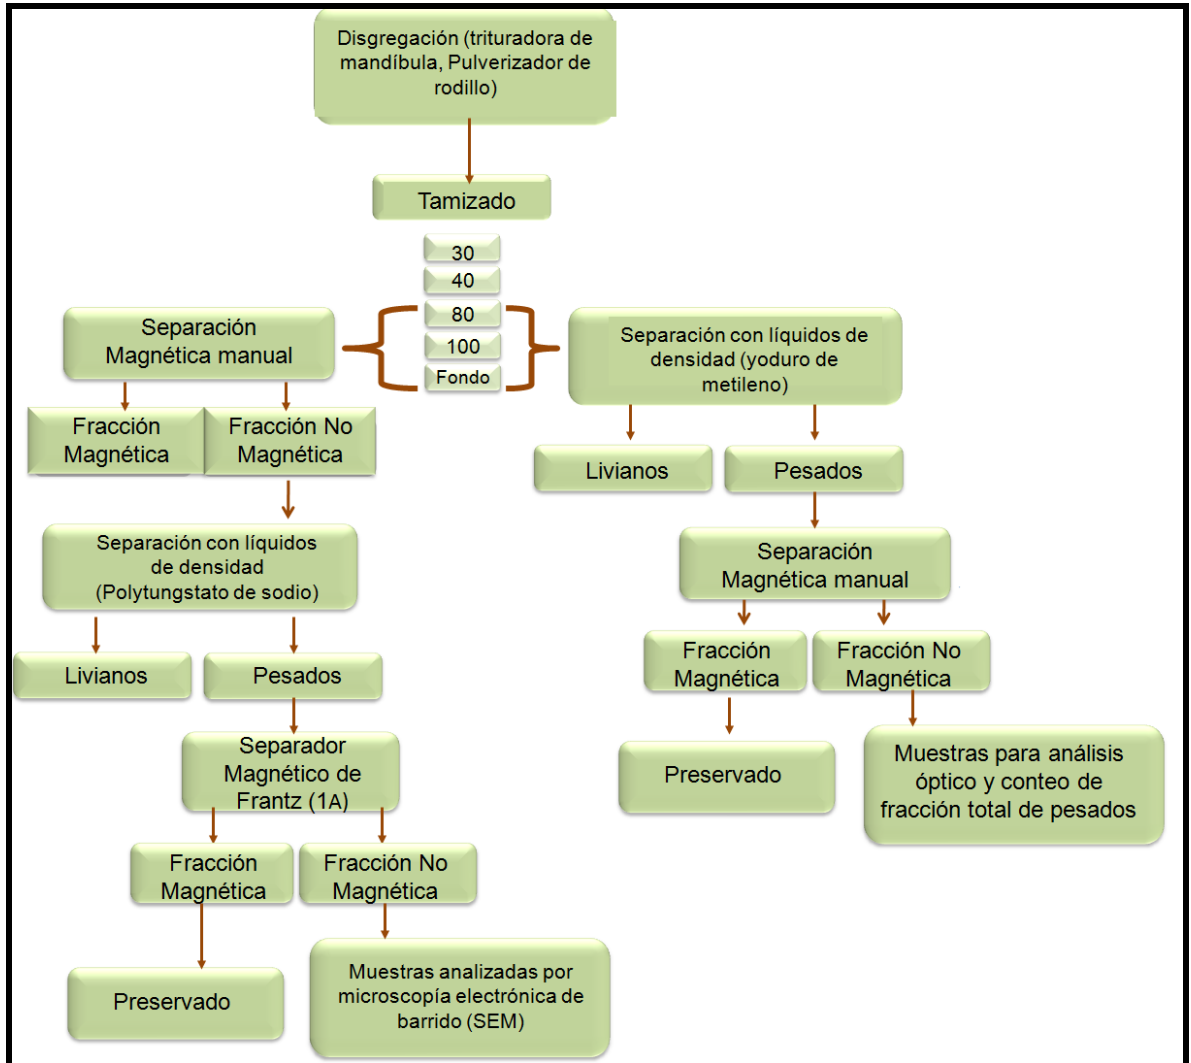 Disgregación (trituradora de
mandíbula, Pulverizador de
rodillo)
Tamizado
30
40
80
100
Fondo
Separación
Magnética manual
Fracción
Magnética
Fracción No
Magnética
Separación con líquidos
de densidad
(Polytungstato de sodio)
Livianos
Pesados
Separador
Magnético de
Frantz (1A)
Fracción
Magnética
Fracción No
Magnética
Preservado
Muestras analizadas por
microscopía electrónica de
barrido (SEM)
Separación con líquidos de
densidad (yoduro de
metileno)
Livianos
Pesados
Separación
Magnética manual
Fracción
Magnética
Fracción No
Magnética
Preservado
Muestras para análisis
óptico y conteo de
fracción total de pesados